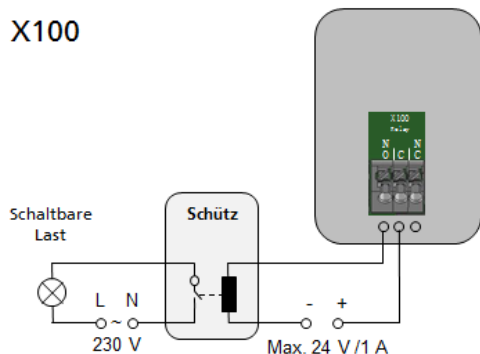 X100
X100
Relay
N
O
C
N
C
Schaltbare
Last
Schütz
L N
~
230 V
- +
Max. 24 V /1 A